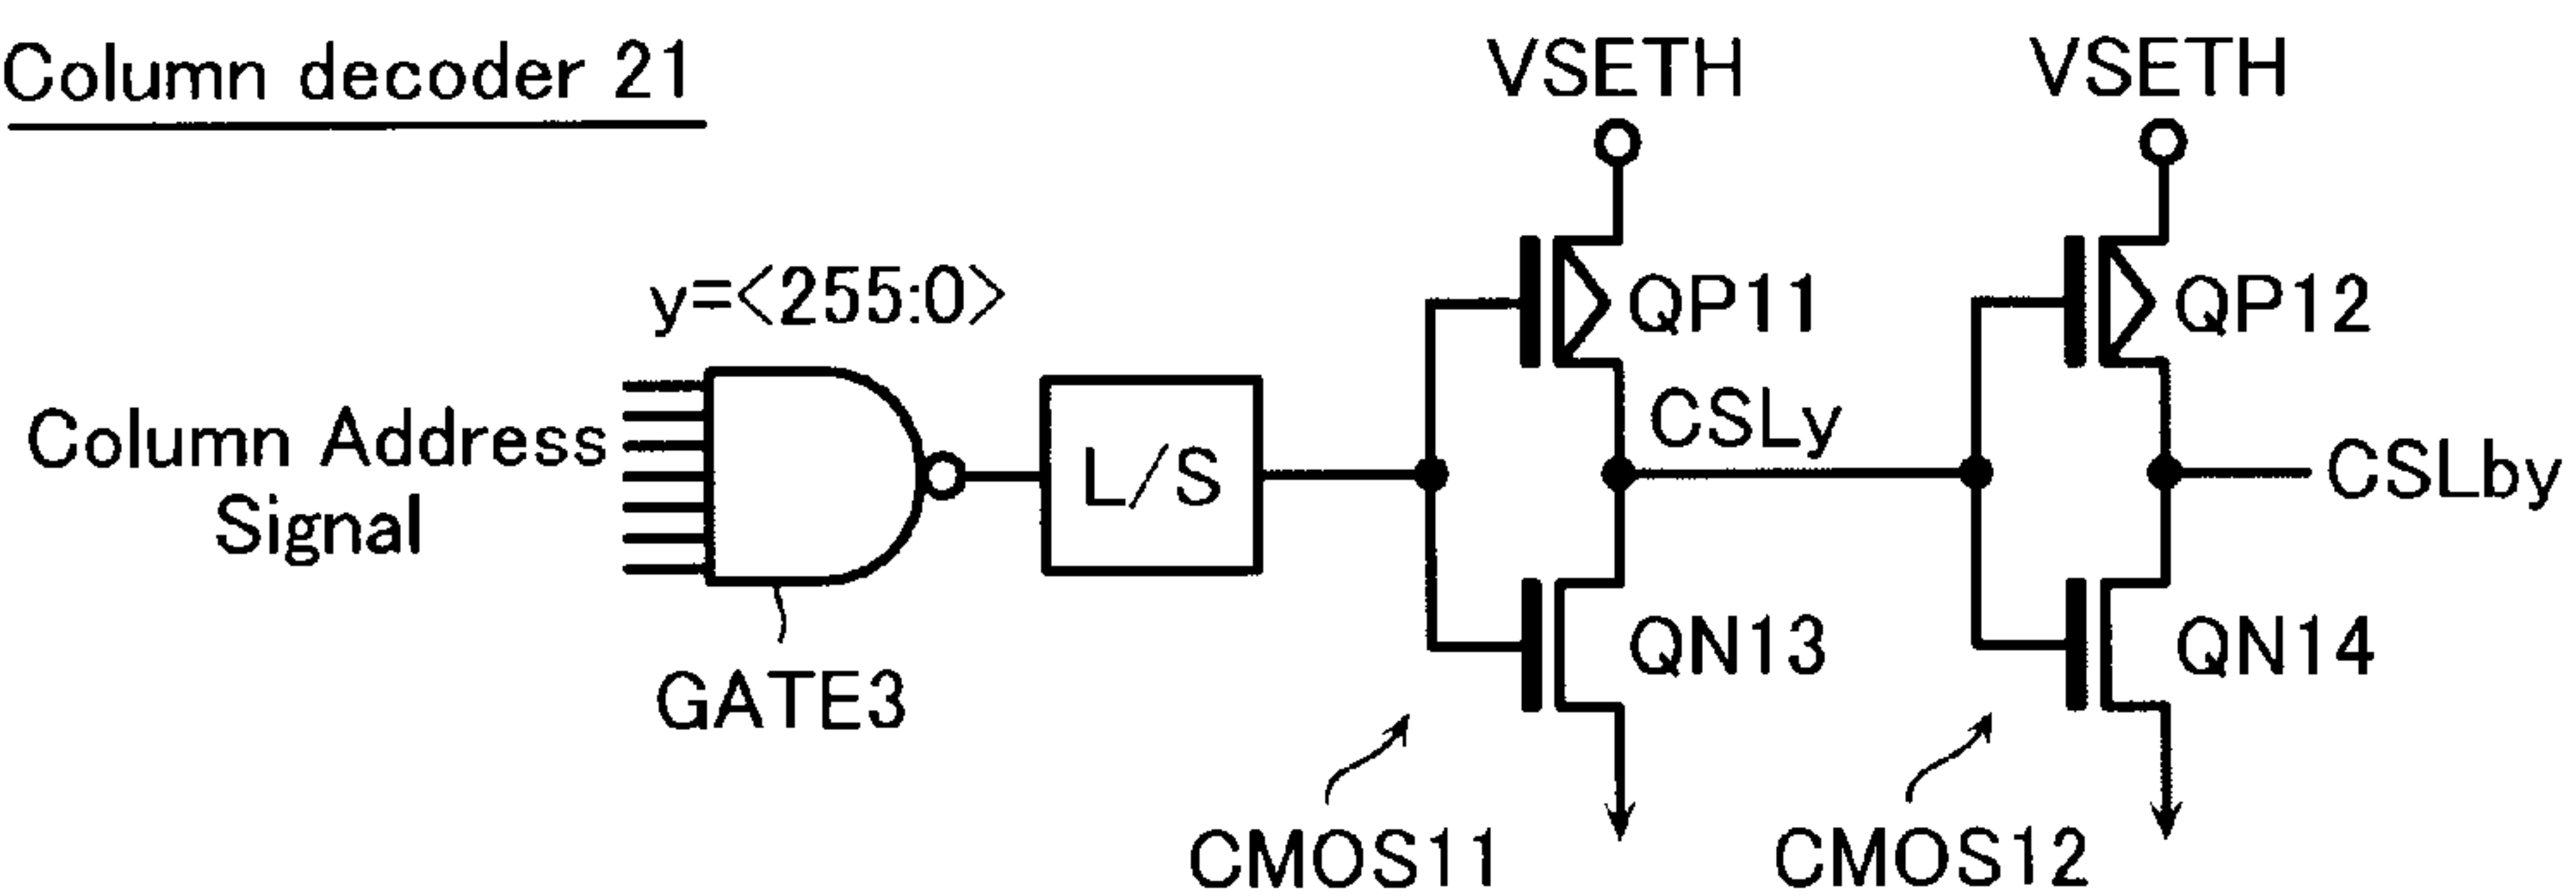 Column decoder 21
VSETH
VSETH
y=<255:0>
QP11
QP12
Column Address
Signal
L/S
CSLy
CSLby
GATE3
QN13
QN14
CMOS11
CMOS12